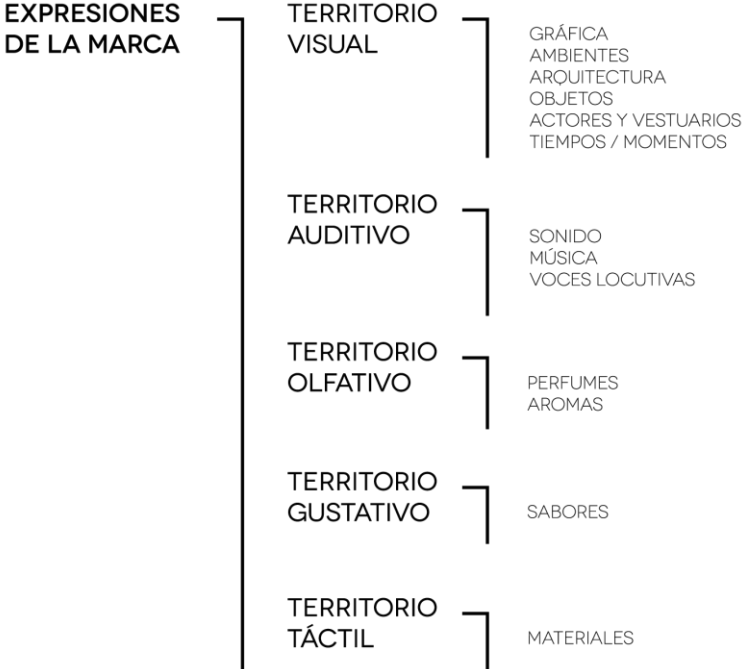 EXPRESIONES
DE LA MARCA
TERRITORIO
VISUAL
GRÁFICA
AMBIENTES
ARQUITECTURA
OBJETOS
ACTORES Y VESTUARIOS
TIEMPOS / MOMENTOS
TERRITORIO
AUDITIVO
SONIDO
MÚSICA
VOCES LOCUTIVAS
TERRITORIO
OLFATIVO
PERFUMES
AROMAS
TERRITORIO
GUSTATIVO
SABORES
TERRITORIO
TÁCTIL
MATERIALES